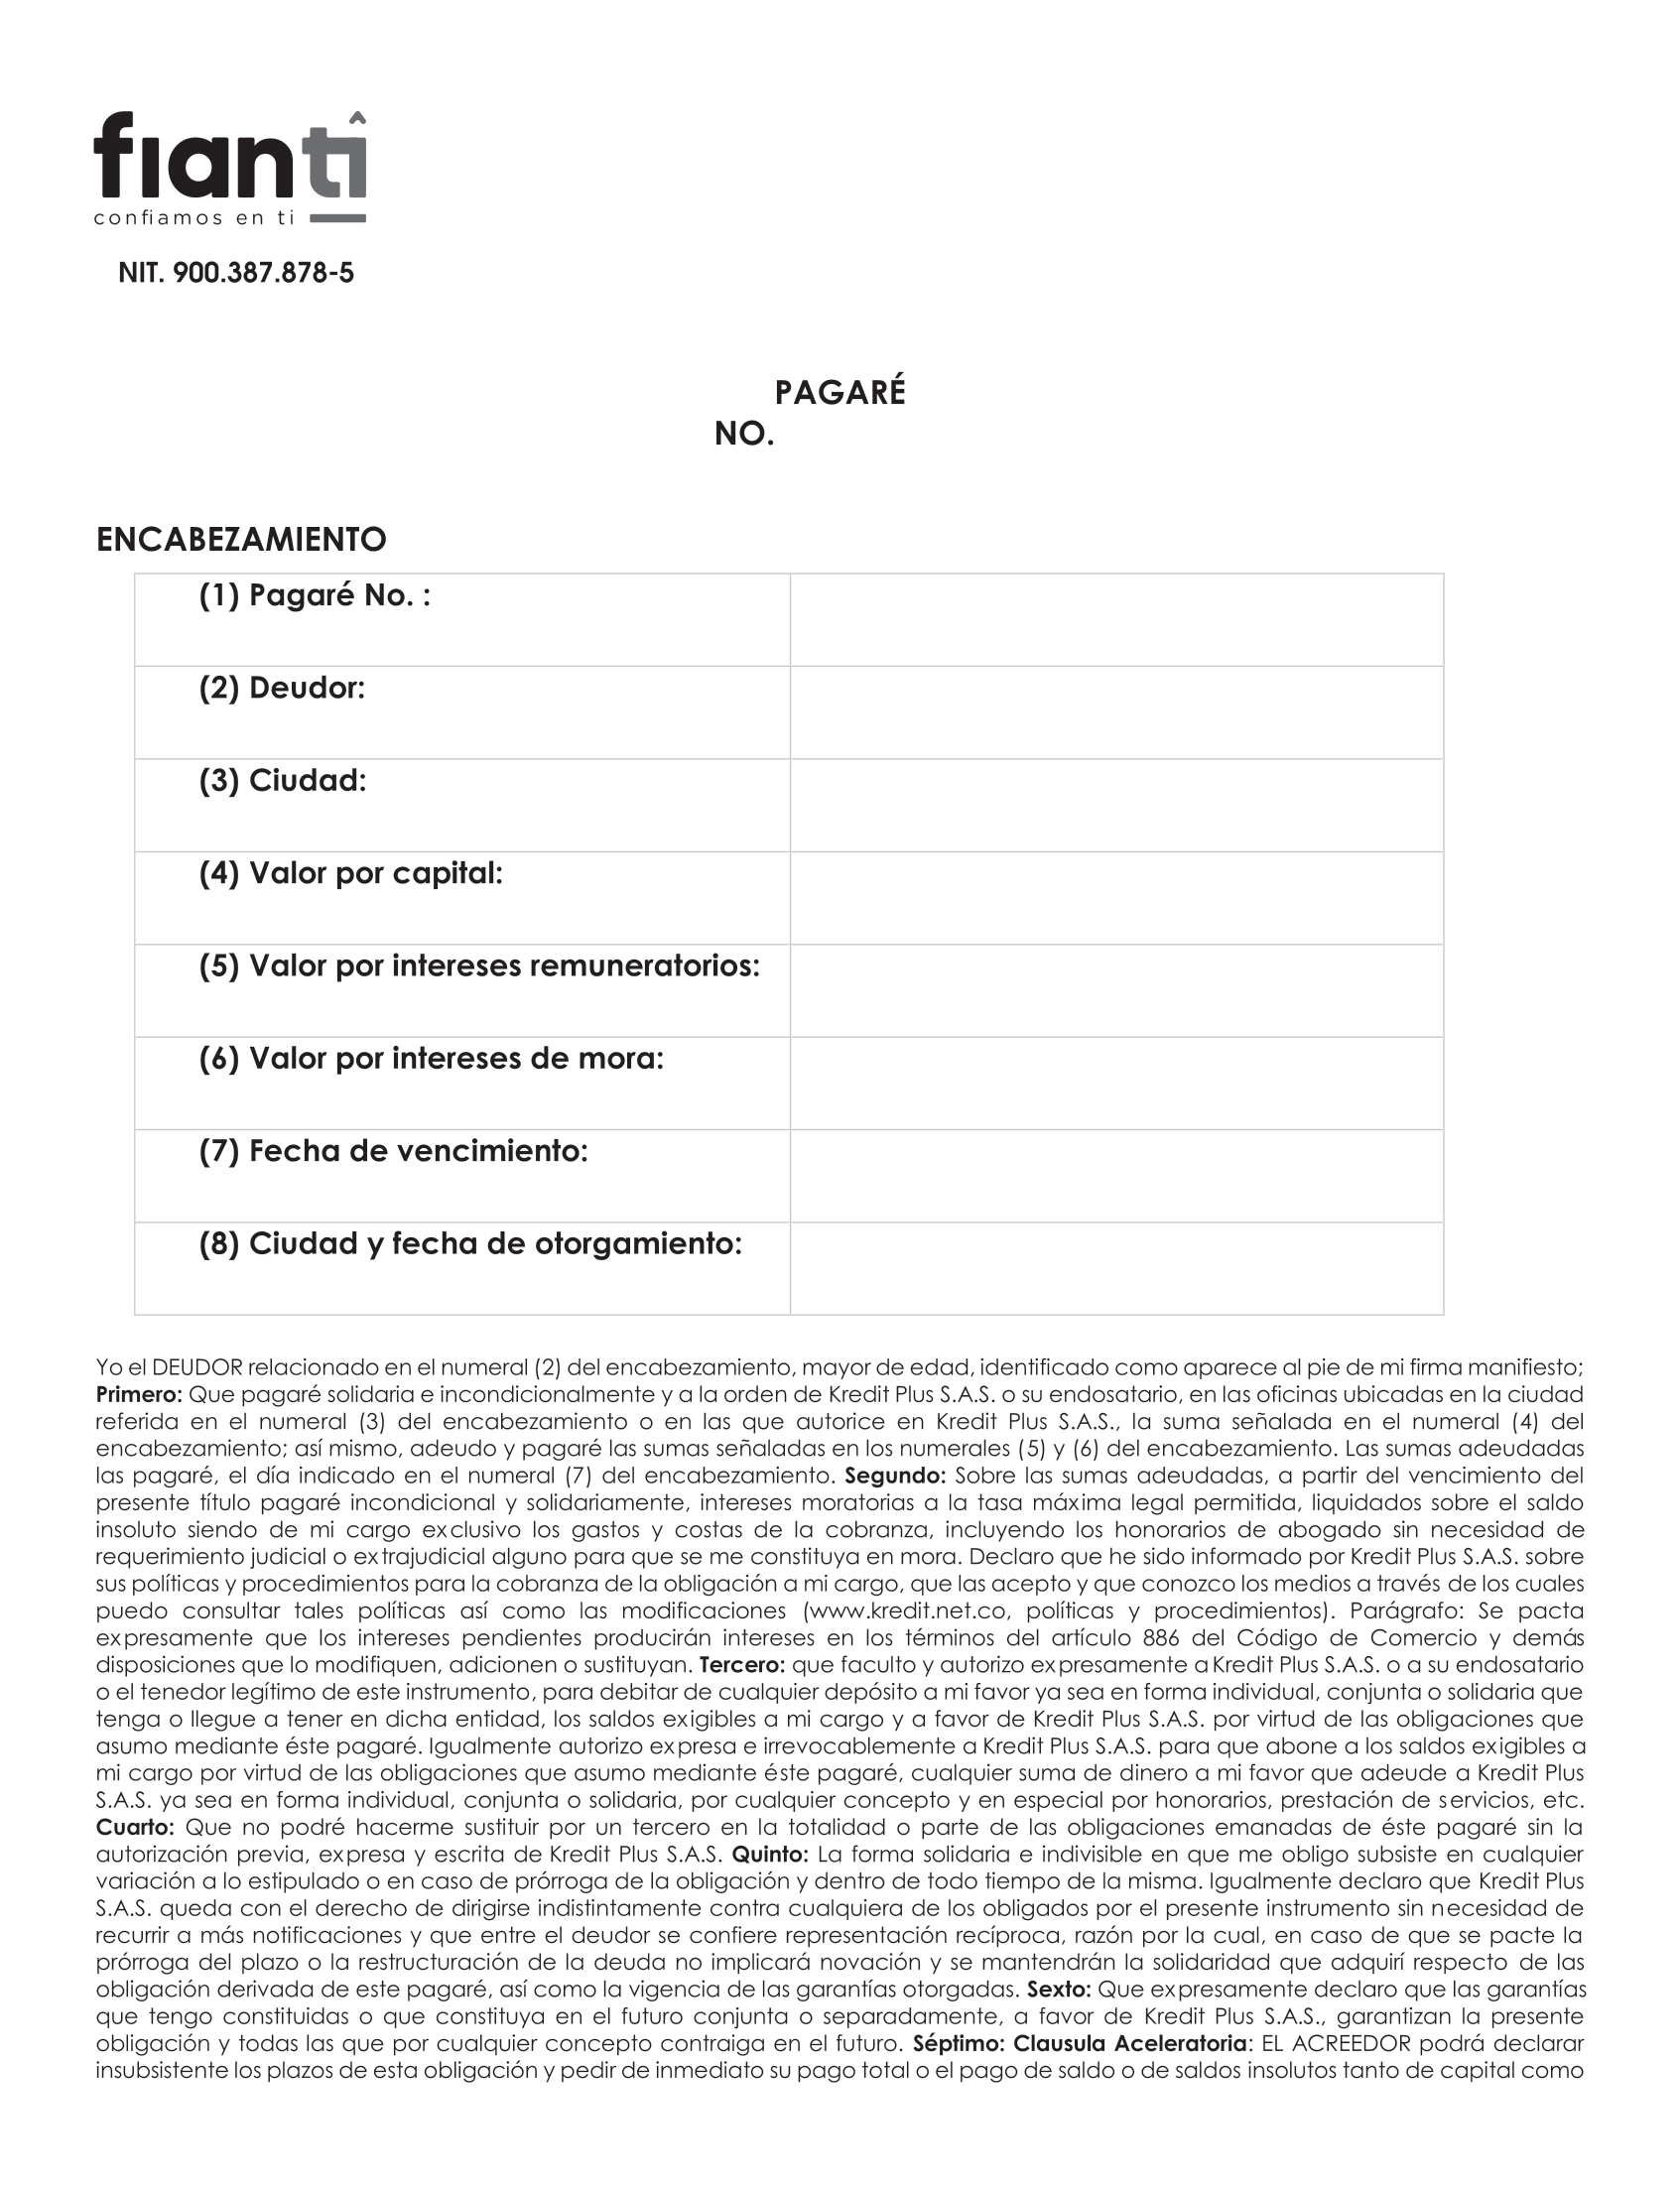 fianti
confiamos en ti
NIT. 900.387.878-5
PAGARÉ
NO.
ENCABEZAMIENTO
(1) Pagaré No. :
(2) Deudor:
(3) Ciudad:
(4) Valor por capital:
(5) Valor por intereses remuneratorios:
(6) Valor por intereses de mora:
(7) Fecha de vencimiento:
(8) Ciudad y fecha de otorgamiento:
Yo el DEUDOR relacionado en el numeral (2) del encabezamiento, mayor de edad, identificado como aparece al pie de mi firma manifiesto;
Primero: Que pagaré solidaria e incondicionalmente y a la orden de Kredit Plus S.A.S. o su endosatario, en las oficinas ubicadas en la ciudad
referida en el numeral (3) del encabezamiento o en las que autorice en Kredit Plus S.A.S., la suma señalada en el numeral (4) del
encabezamiento; así mismo, adeudo y pagaré las sumas señaladas en los numerales (5) y (6) del encabezamiento. Las sumas adeudadas
las pagaré, el día indicado en el numeral (7) del encabezamiento. Segundo: Sobre las sumas adeudadas, a partir del vencimiento del
presente título pagaré incondicional y solidariamente, intereses moratorias a la tasa máxima legal permitida, liquidados sobre el saldo
insoluto siendo de mi cargo exclusivo los gastos y costas de la cobranza, incluyendo los honorarios de abogado sin necesidad de
requerimiento judicial o extrajudicial alguno para que se me constituya en mora. Declaro que he sido informado por Kredit Plus S.A.S. sobre
sus políticas y procedimientos para la cobranza de la obligación a mi cargo, que las acepto y que conozco los medios a través de los cuales
puedo consultar tales políticas así como las modificaciones (www.kredit.net.co, políticas y procedimientos). Parágrafo: Se pacta
expresamente que los intereses pendientes producirán intereses en los términos del artículo 886 del Código de Comercio y demás
disposiciones que lo modifiquen, adicionen o sustituyan. Tercero: que faculto y autorizo expresamente a Kredit Plus S.A.S. o a su endosatario
o el tenedor legítimo de este instrumento, para debitar de cualquier depósito a mi favor ya sea en forma individual, conjunta o solidaria que
tenga o llegue a tener en dicha entidad, los saldos exigibles a mi cargo y a favor de Kredit Plus S.A.S. por virtud de las obligaciones que
asumo mediante éste pagaré. Igualmente autorizo expresa e irrevocablemente a Kredit Plus S.A.S. para que abone a los saldos exigibles a
mi cargo por virtud de las obligaciones que asumo mediante éste pagaré, cualquier suma de dinero a mi favor que adeude a Kredit Plus
S.A.S. ya sea en forma individual, conjunta o solidaria, por cualquier concepto y en especial por honorarios, prestación de servicios, etc.
Cuarto: Que no podré hacerme sustituir por un tercero en la totalidad o parte de las obligaciones emanadas de éste pagaré sin la
autorización previa, expresa y escrita de Kredit Plus S.A.S. Quinto: La forma solidaria e indivisible en que me obligo subsiste en cualquier
variación a lo estipulado o en caso de prórroga de la obligación y dentro de todo tiempo de la misma. Igualmente declaro que Kredit Plus
S.A.S. queda con el derecho de dirigirse indistintamente contra cualquiera de los obligados por el presente instrumento sin necesidad de
recurrir a más notificaciones y que entre el deudor se confiere representación recíproca, razón por la cual, en caso de que se pacte la
prórroga del plazo o la restructuración de la deuda no implicará novación y se mantendrán la solidaridad que adquirí respecto de las
obligación derivada de este pagaré, así como la vigencia de las garantías otorgadas. Sexto: Que expresamente declaro que las garantías
que tengo constituidas o que constituya en el futuro conjunta o separadamente, a favor de Kredit Plus S.A.S., garantizan la presente
obligación y todas las que por cualquier concepto contraiga en el futuro. Séptimo: Clausula Aceleratoria: EL ACREEDOR podrá declarar
insubsistente los plazos de esta obligación y pedir de inmediato su pago total o el pago de saldo o de saldos insolutos tanto de capital como